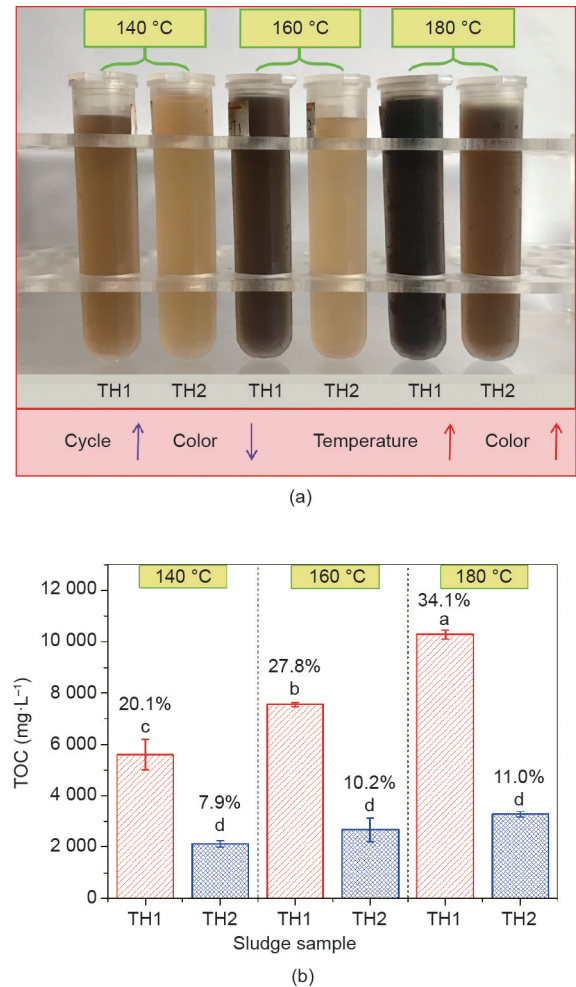 140 °C 160 °C 180 °C
TH1 TH2 TH1 TH2 TH1 TH2
Cycle ↑ Color ↓ Temperature ↑ Color ↑
(a)
140 °C 160 °C 180 °C
12 000
10 000
8 000
6 000
4 000
2 000
0
TOC (mg·L⁻¹)
20.1%
c
7.9%
d
27.8%
b
10.2%
d
34.1%
a
11.0%
d
TH1 TH2 TH1 TH2 TH1 TH2
Sludge sample
(b)